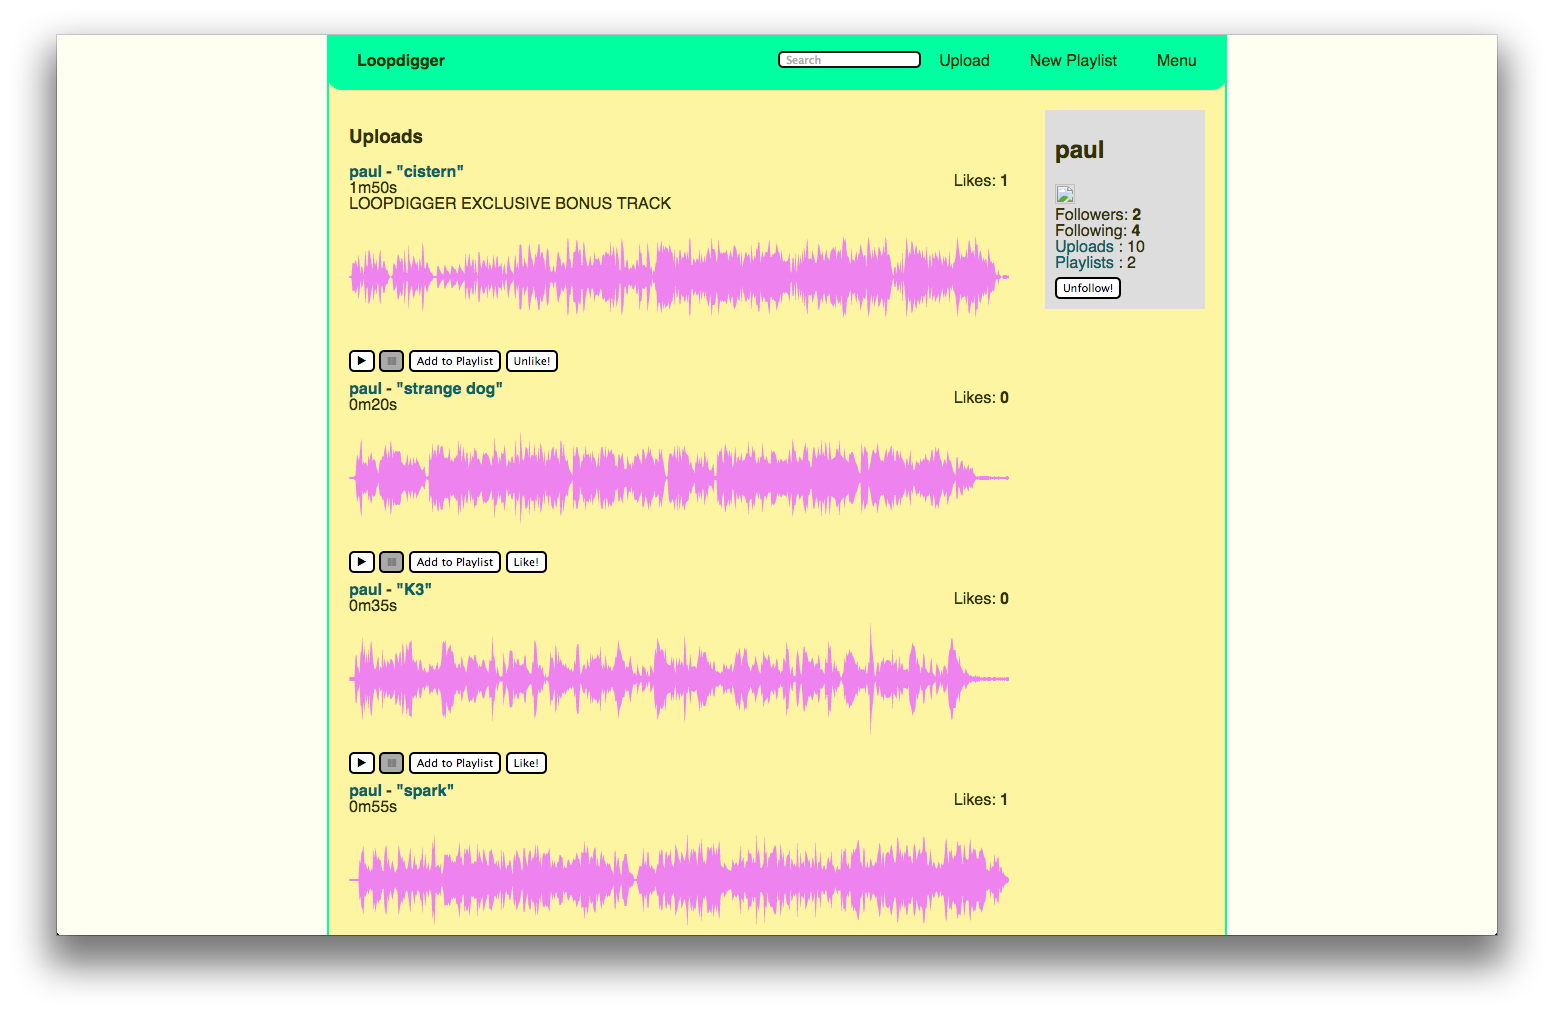 Loopdigger
Search
Upload
New Playlist
Menu
Uploads
paul - "cistern"
1m50s
LOOPDIGGER EXCLUSIVE BONUS TRACK
Likes: 1
Add to Playlist
Unlike!
paul - "strange dog"
0m20s
Likes: 0
Add to Playlist
Like!
paul - "K3"
0m35s
Likes: 0
Add to Playlist
Like!
paul - "spark"
0m55s
Likes: 1
paul
Followers: 2
Following: 4
Uploads : 10
Playlists : 2
Unfollow!